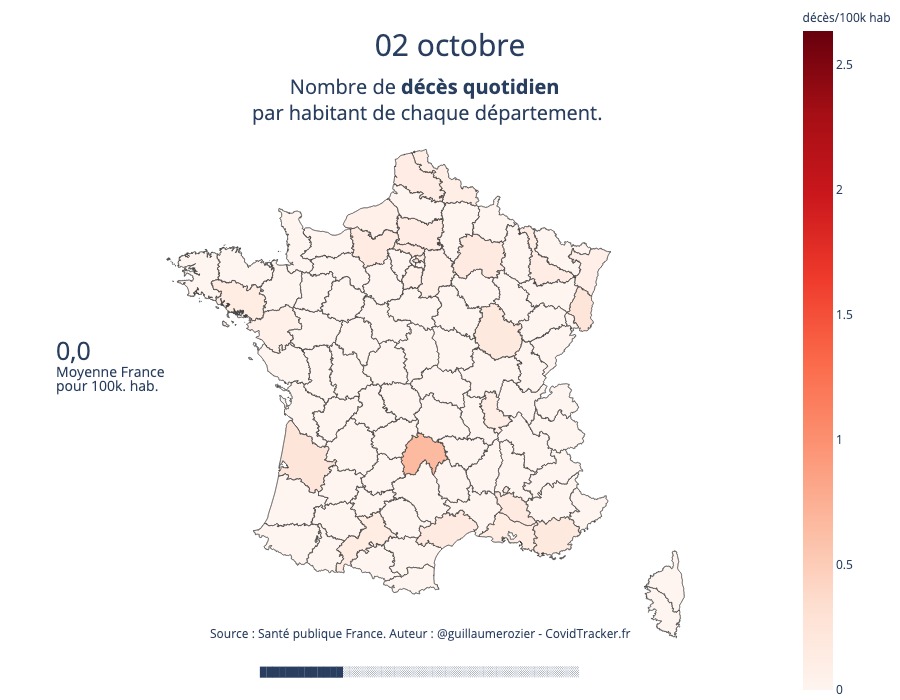 décès/100k hab
02 octobre
Nombre de décès quotidien
par habitant de chaque département.
2.5
2
1.5
1
0.5
0
0,0
Moyenne France
pour 100k. hab.
Source : Santé publique France. Auteur : @guillaumerozier - CovidTracker.fr